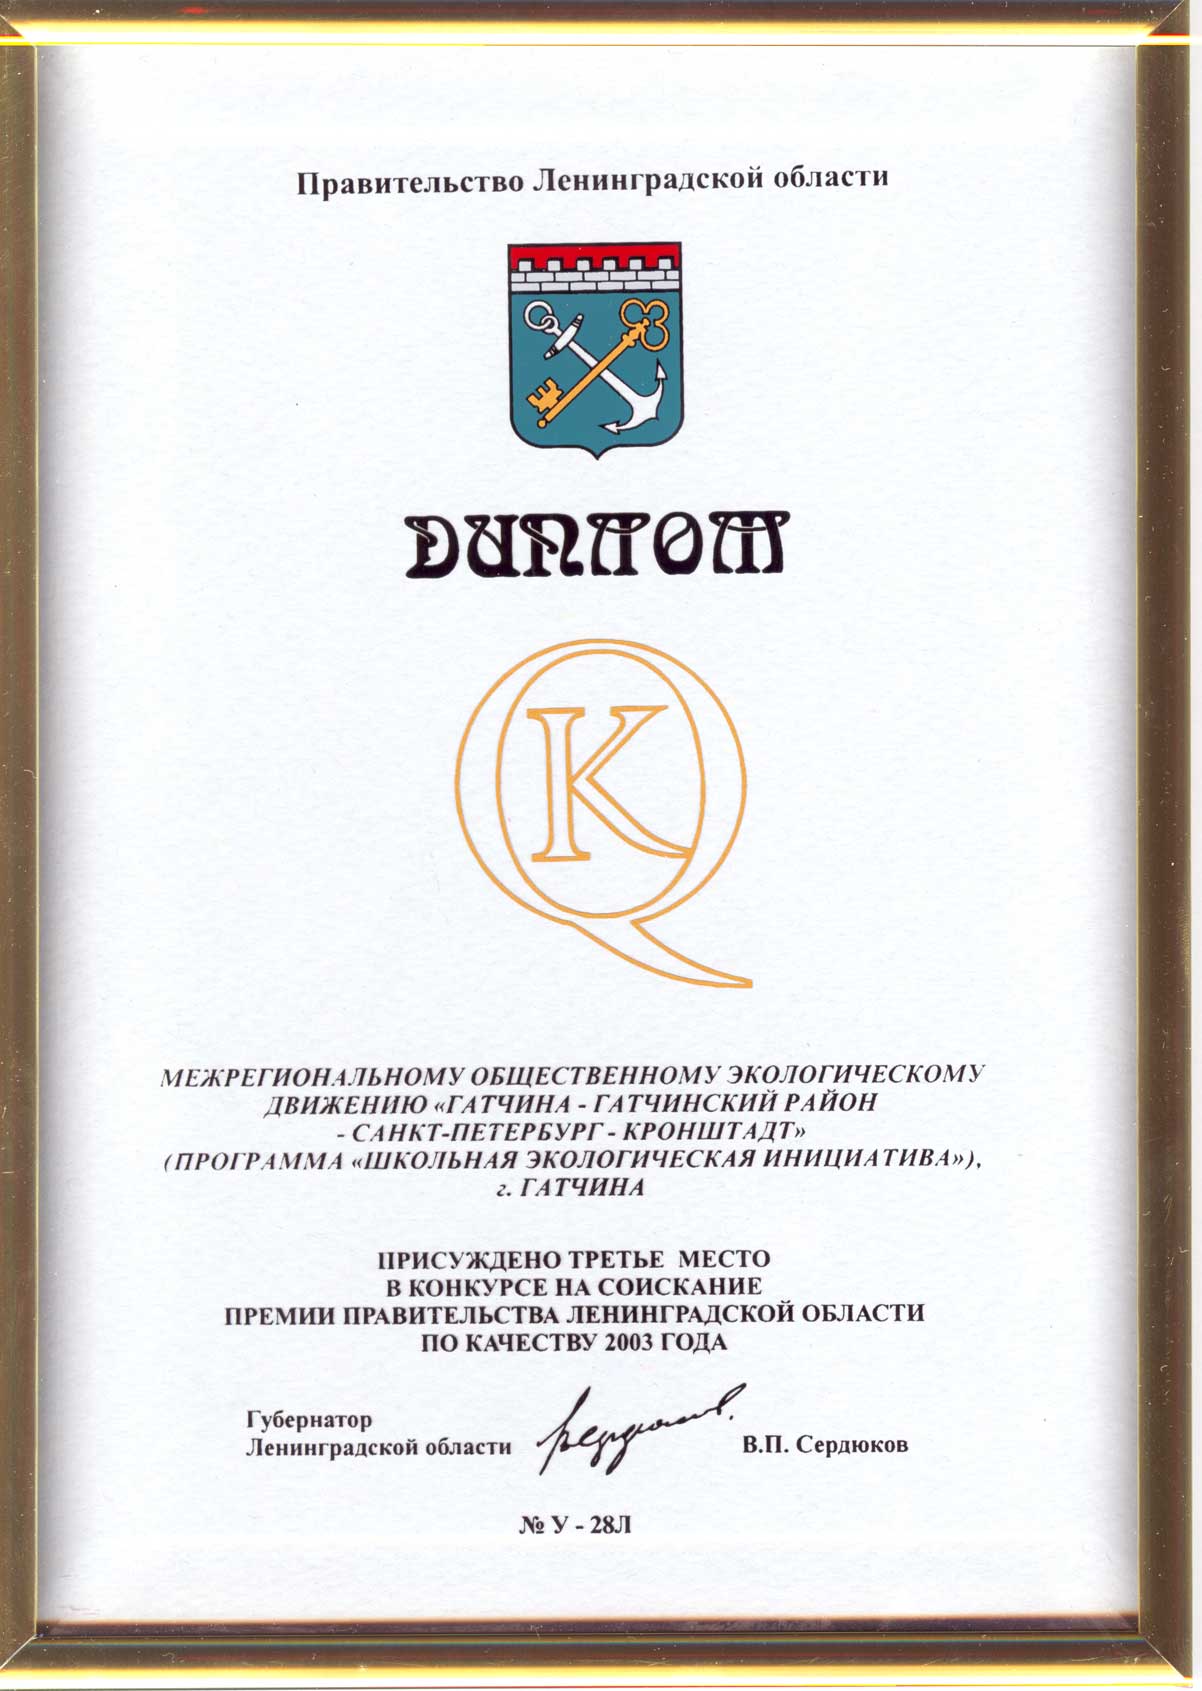 Правительство Ленинградской области
ДИПЛОМ
QK
МЕЖРЕГИОНАЛЬНОМУ ОБЩЕСТВЕННОМУ ЭКОЛОГИЧЕСКОМУ
ДВИЖЕНИЮ «ГАТЧИНА - ГАТЧИНСКИЙ РАЙОН
- САНКТ-ПЕТЕРБУРГ - КРОНШТАДТ»
(ПРОГРАММА «ШКОЛЬНАЯ ЭКОЛОГИЧЕСКАЯ ИНИЦИАТИВА»),
г. ГАТЧИНА
ПРИСУЖДЕНО ТРЕТЬЕ МЕСТО
В КОНКУРСЕ НА СОИСКАНИЕ
ПРЕМИИ ПРАВИТЕЛЬСТВА ЛЕНИНГРАДСКОЙ ОБЛАСТИ
ПО КАЧЕСТВУ 2003 ГОДА
Губернатор
Ленинградской области В.П. Сердюков
№ У - 28Л